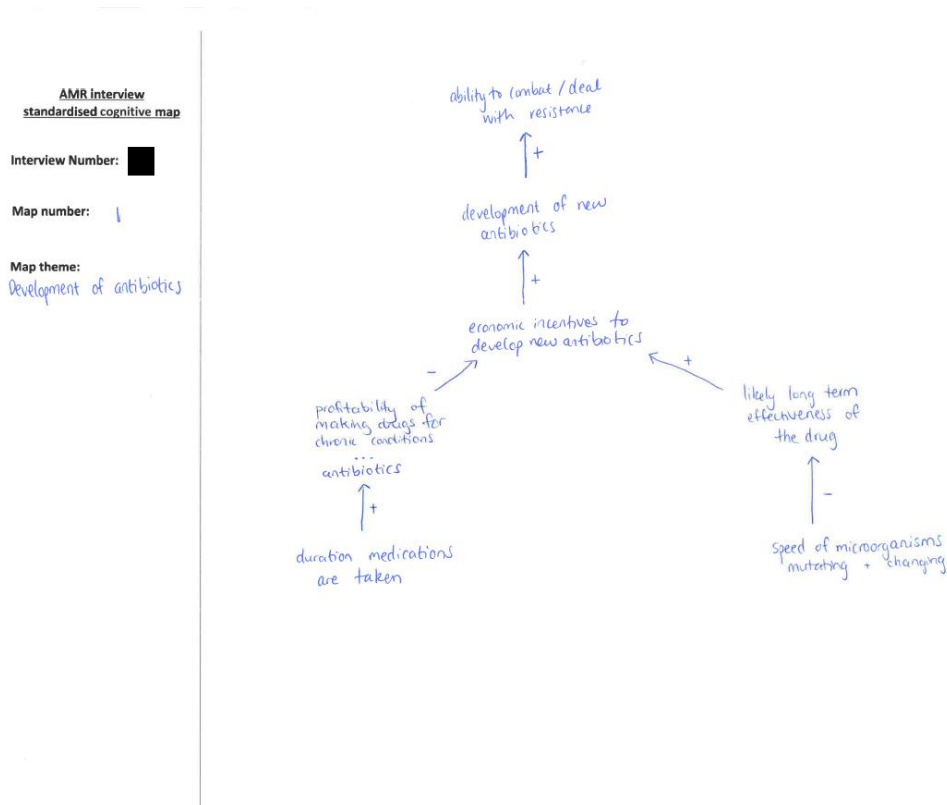 AMR interview
standardised cognitive map
Interview Number:
Map number: 1
Map theme:
Development of antibiotics
ability to combat / deal
with resistence
+
development of new
antibiotics
+
economic incentives to
develop new antibiotics
-
+
profitability of
making drugs for
chronic conditions
...
antibiotics
likely long term
effectiveness of
the drug
+
-
duration medications
are taken
speed of microorganisms
mutating + changing